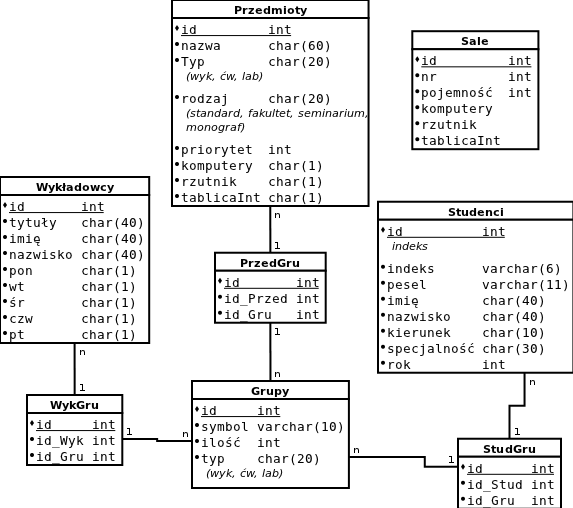 Przedmioty
id int
nazwa char(60)
Typ char(20)
(wyk, ćw, lab)
rodzaj char(20)
(standard, fakultet, seminarium,
monograf)
priorytet int
komputery char(1)
rzutnik char(1)
tablicaInt char(1)
n
1
Sale
id int
nr int
pojemność int
komputery
rzutnik
tablicaInt
Wykładowcy
id int
tytuły char(40)
imię char(40)
nazwisko char(40)
pon char(1)
wt char(1)
śr char(1)
czw char(1)
pt char(1)
n
1
Studenci
id int
indeks
indeks varchar(6)
pesel varchar(11)
imię char(40)
nazwisko char(40)
kierunek char(10)
specjalność char(30)
rok int
n
1
PrzedGru
id int
id_Przed int
id_Gru int
1
n
WykGru
id int
id_Wyk int
id_Gru int
1
n
Grupy
id int
symbol varchar(10)
ilość int
typ char(20)
(wyk, ćw, lab)
n
1
StudGru
id int
id_Stud int
id_Gru int